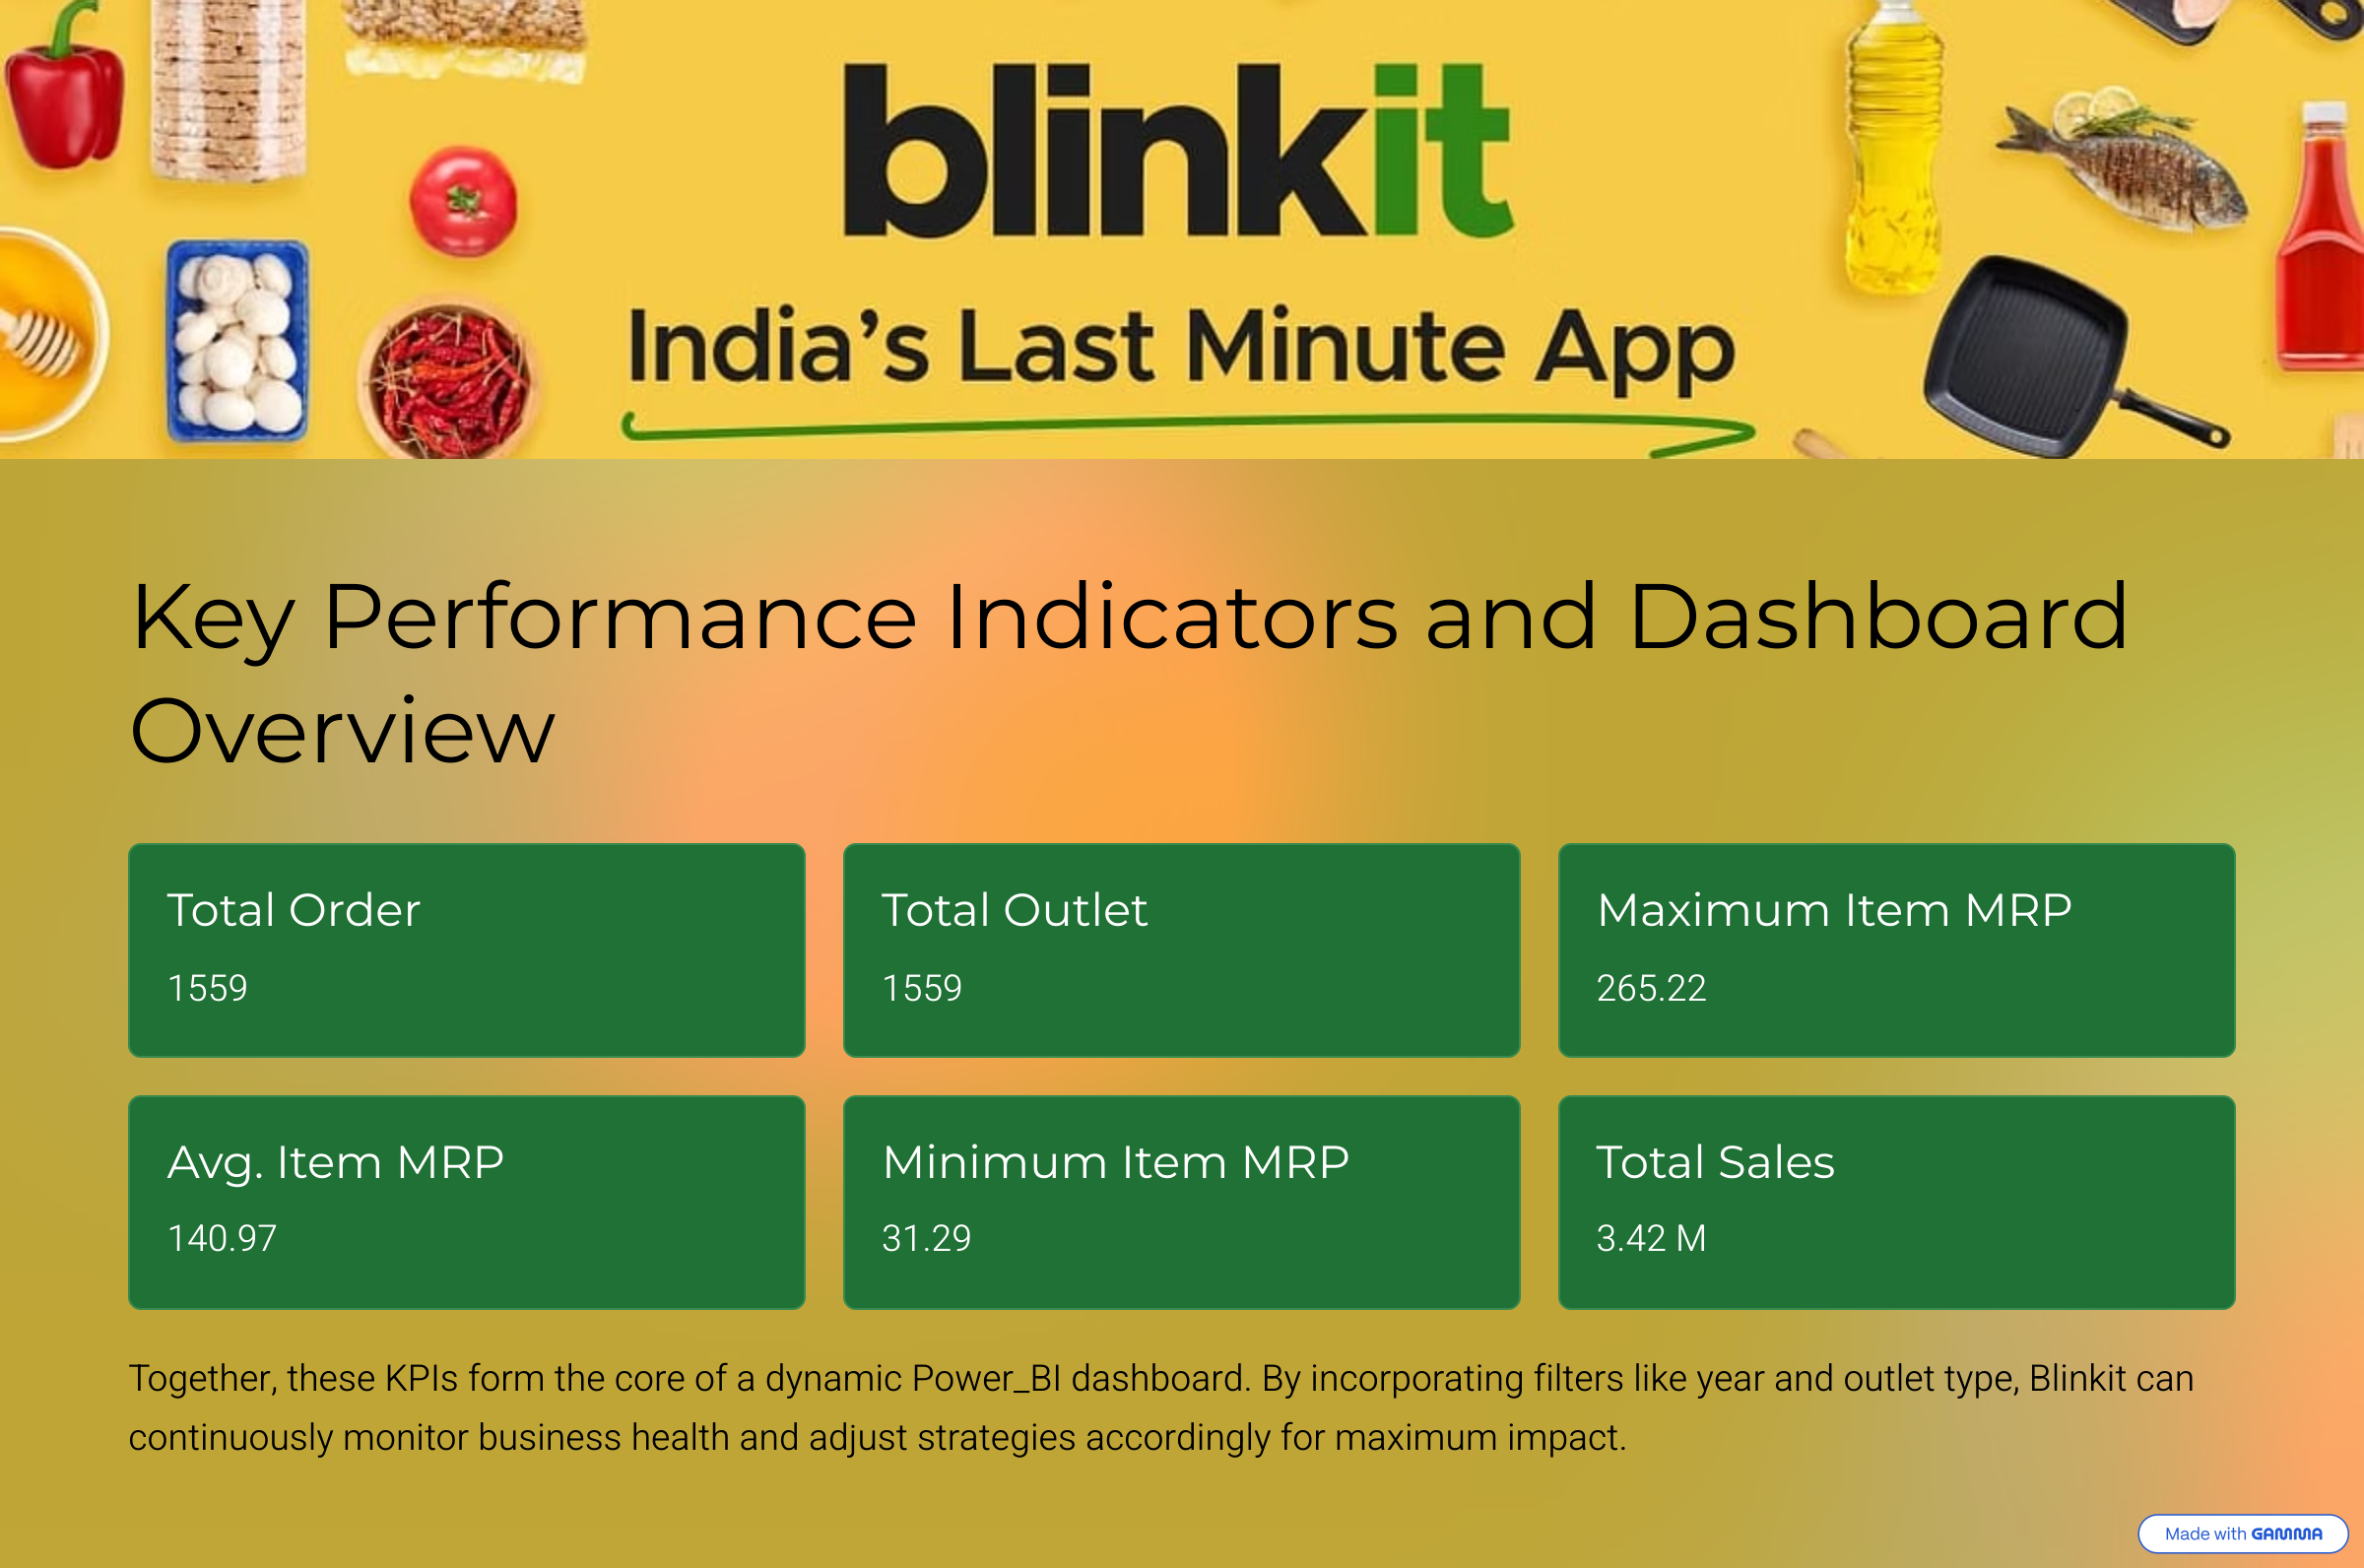 blinkit
India’s Last Minute App
Key Performance Indicators and Dashboard
Overview
Total Order
1559
Total Outlet
1559
Maximum Item MRP
265.22
Avg. Item MRP
140.97
Minimum Item MRP
31.29
Total Sales
3.42 M
Together, these KPIs form the core of a dynamic Power_BI dashboard. By incorporating filters like year and outlet type, Blinkit can
continuously monitor business health and adjust strategies accordingly for maximum impact.
Made with GAMMA